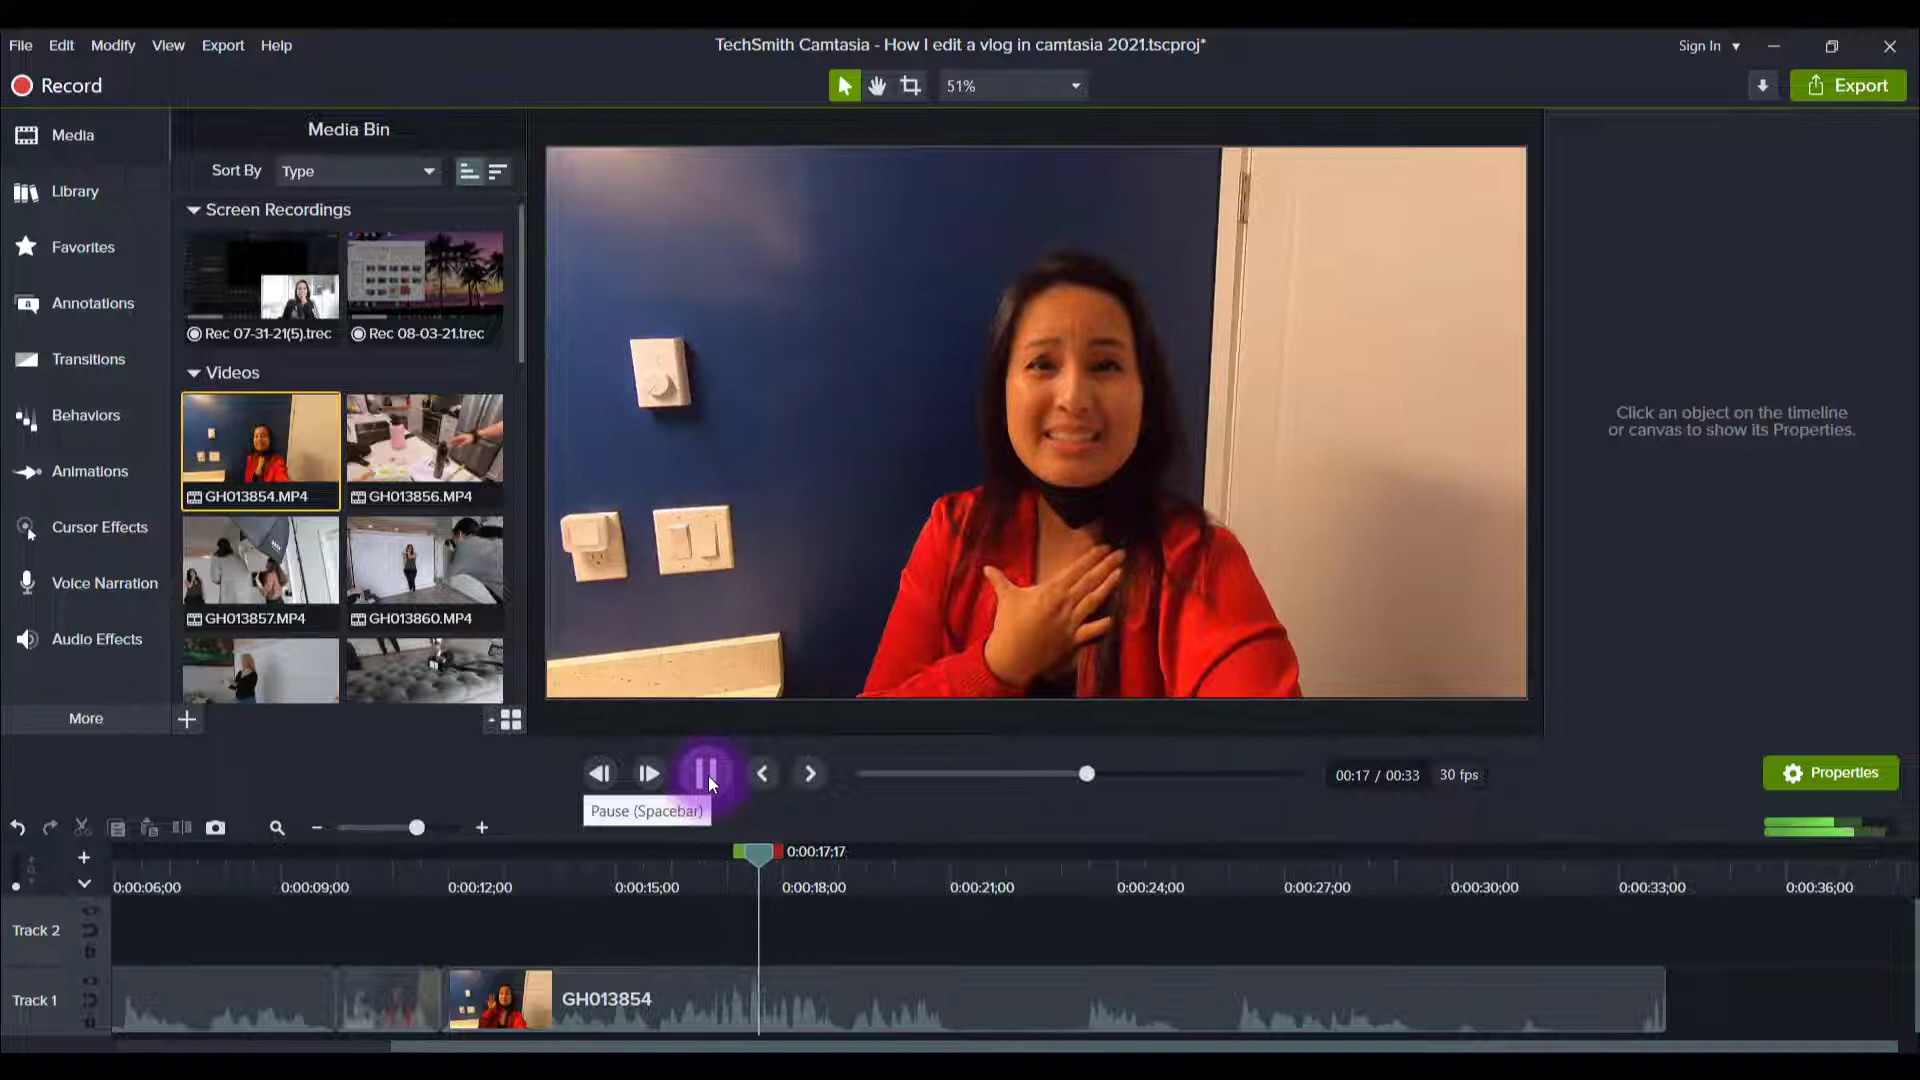 File Edit Modify View Export Help
TechSmith Camtasia - How I edit a vlog in camtasia 2021.tscproj*
Sign In
Record
51%
Export
Media
Library
Favorites
Annotations
Transitions
Behaviors
Animations
Cursor Effects
Voice Narration
Audio Effects
More
Media Bin
Sort By Type
Screen Recordings
Rec 07-31-21(5).trec
Rec 08-03-21.trec
Videos
GH013854.MP4
GH013856.MP4
GH013857.MP4
GH013860.MP4
Click an object on the timeline
or canvas to show its Properties.
Pause (Spacebar)
00:17 / 00:33
30 fps
Properties
0:00:17;17
0:00:06;00 0:00:09;00 0:00:12;00 0:00:15;00 0:00:18;00 0:00:21;00 0:00:24;00 0:00:27;00 0:00:30;00 0:00:33;00 0:00:36;00
Track 2
Track 1
GH013854